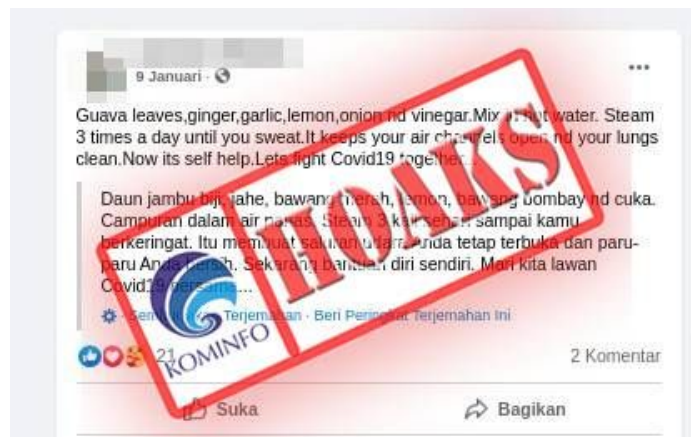 9 Januari ·
Guava leaves,ginger,garlic,lemon,onion nd vinegar.Mix in hot water. Steam
3 times a day until you sweat.It keeps your air channels open nd your lungs
clean.Now its self help.Lets fight Covid19 together...
Daun jambu biji, jahe, bawang merah, lemon, bawang bombay nd cuka.
Campuran dalam air panas. Steam 3 kali sehari sampai kamu
berkeringat. Itu membuat saluran udara Anda tetap terbuka dan paru-
paru Anda bersih. Sekarang bantuan diri sendiri. Mari kita lawan
Covid19 bersama...
Terjemahan · Beri Peringkat Terjemahan Ini
21
2 Komentar
Suka
Bagikan
KOMINFO
HOAKS